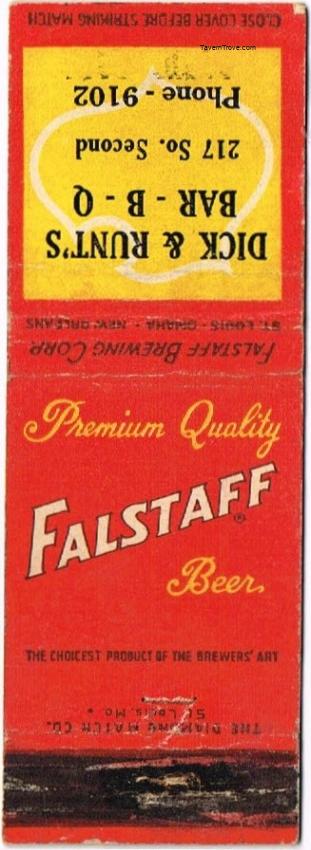 CLOSE COVER BEFORE STRIKING MATCH
TavernTrove.com
DICK & RUNT'S
BAR - B - Q
217 So. Second
Phone - 9102
FALSTAFF BREWING CORP.
ST. LOUIS - OMAHA - NEW ORLEANS
Premium Quality
FALSTAFF®
Beer
THE CHOICEST PRODUCT OF THE BREWERS' ART
THE DIAMOND MATCH CO.
St. Louis, Mo.